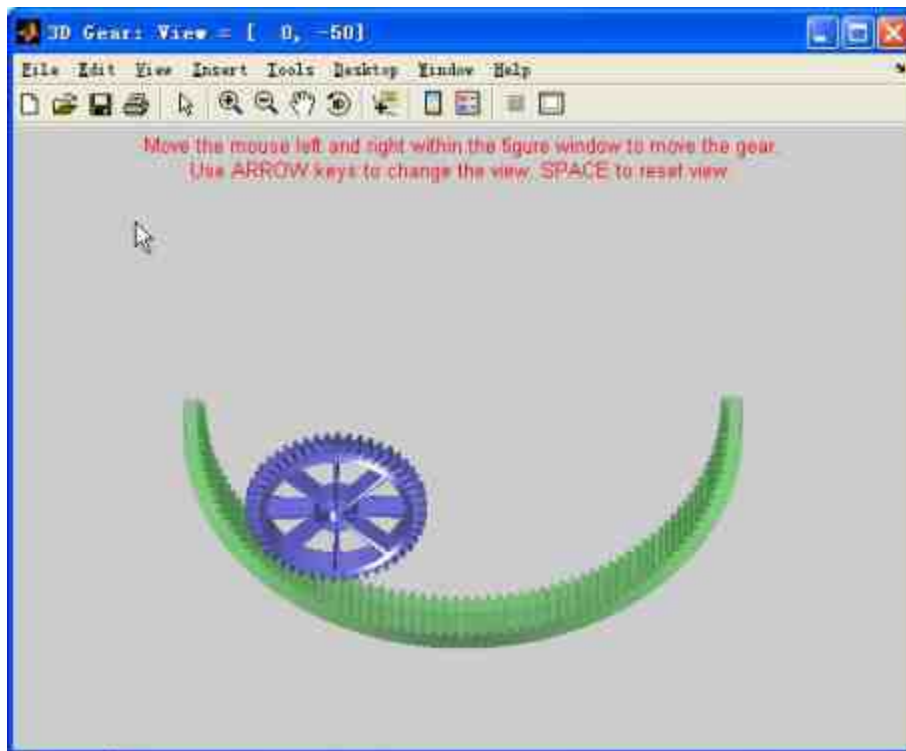 3D Gear: View = [ 0, -50]
File Edit View Insert Tools Desktop Window Help
Move the mouse left and right within the figure window to move the gear.
Use ARROW keys to change the view. SPACE to reset view